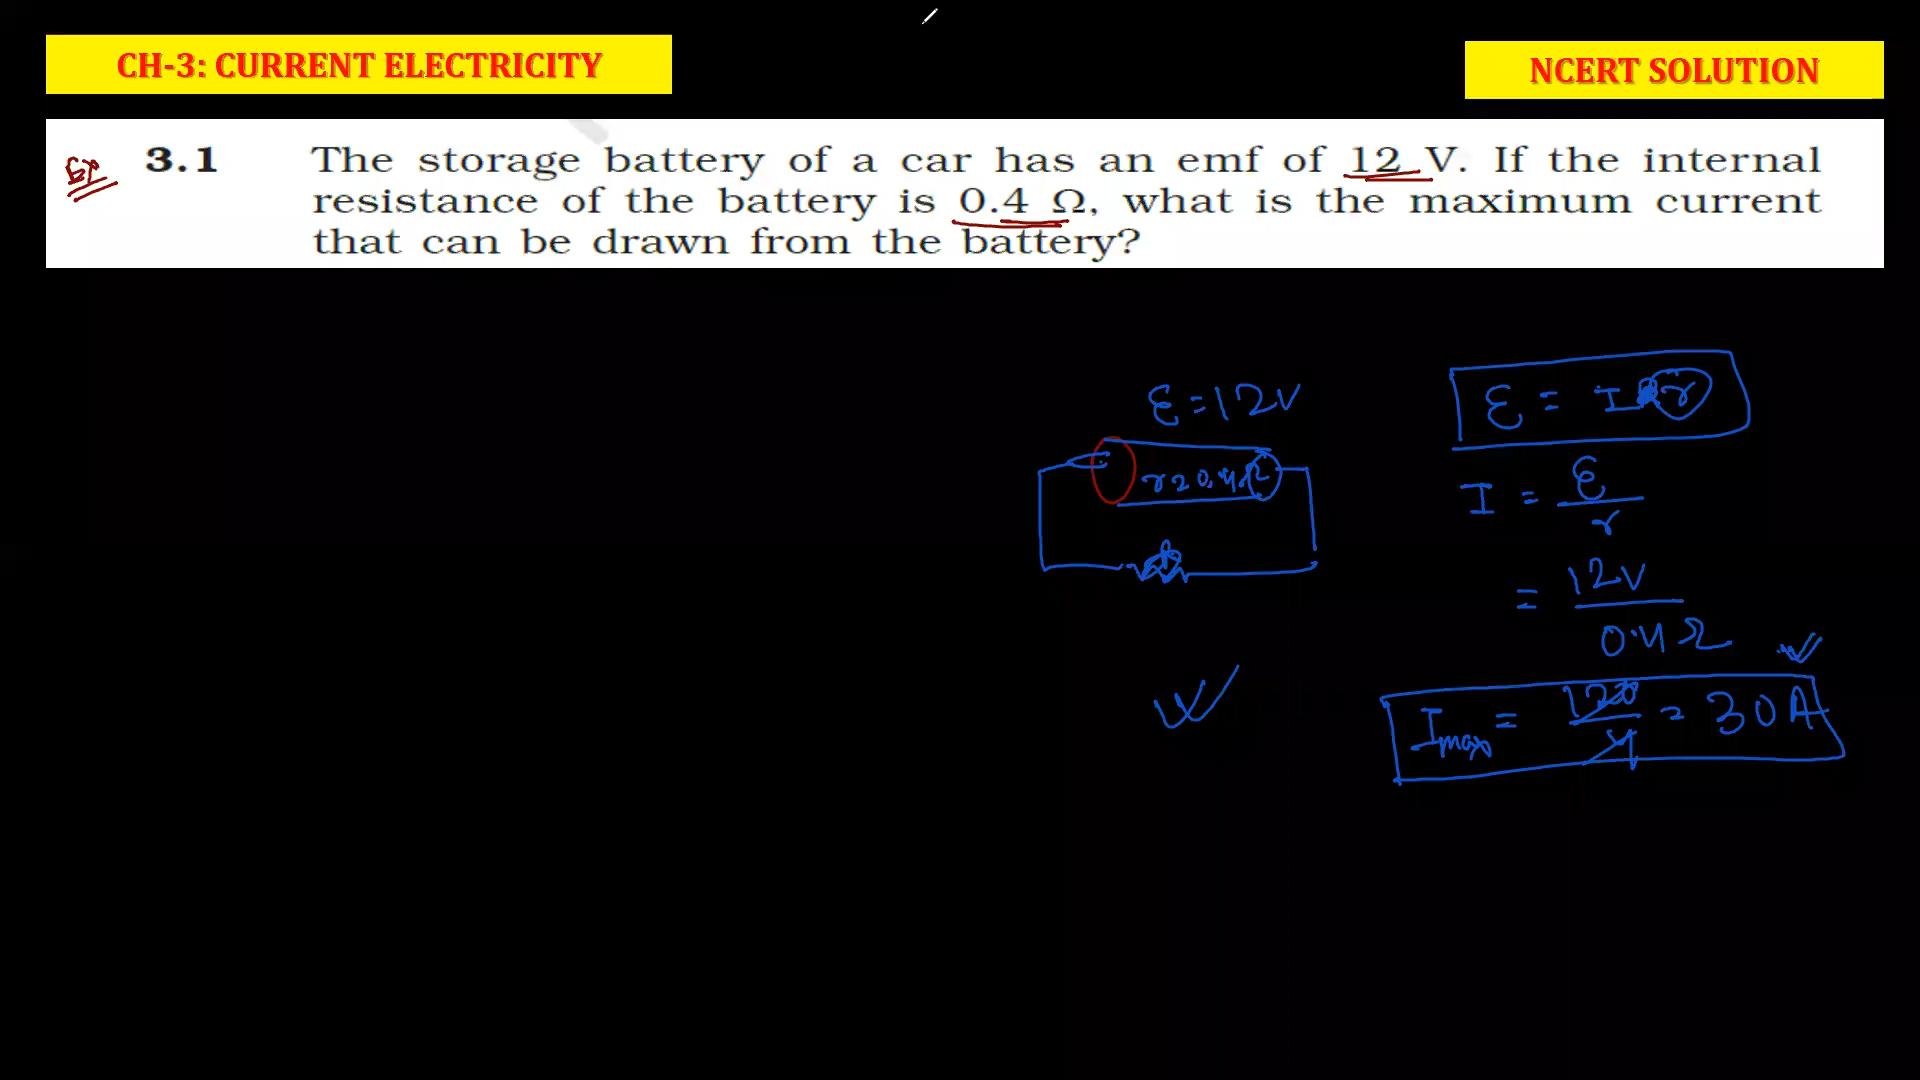 CH-3: CURRENT ELECTRICITY
NCERT SOLUTION
3.1 The storage battery of a car has an emf of 12 V. If the internal
resistance of the battery is 0.4 Ω, what is the maximum current
that can be drawn from the battery?
ε = 12V
r = 0.4Ω
ε = I r
I = ε / r
= 12V / 0.4Ω
Imax = 120 / 4 = 30A